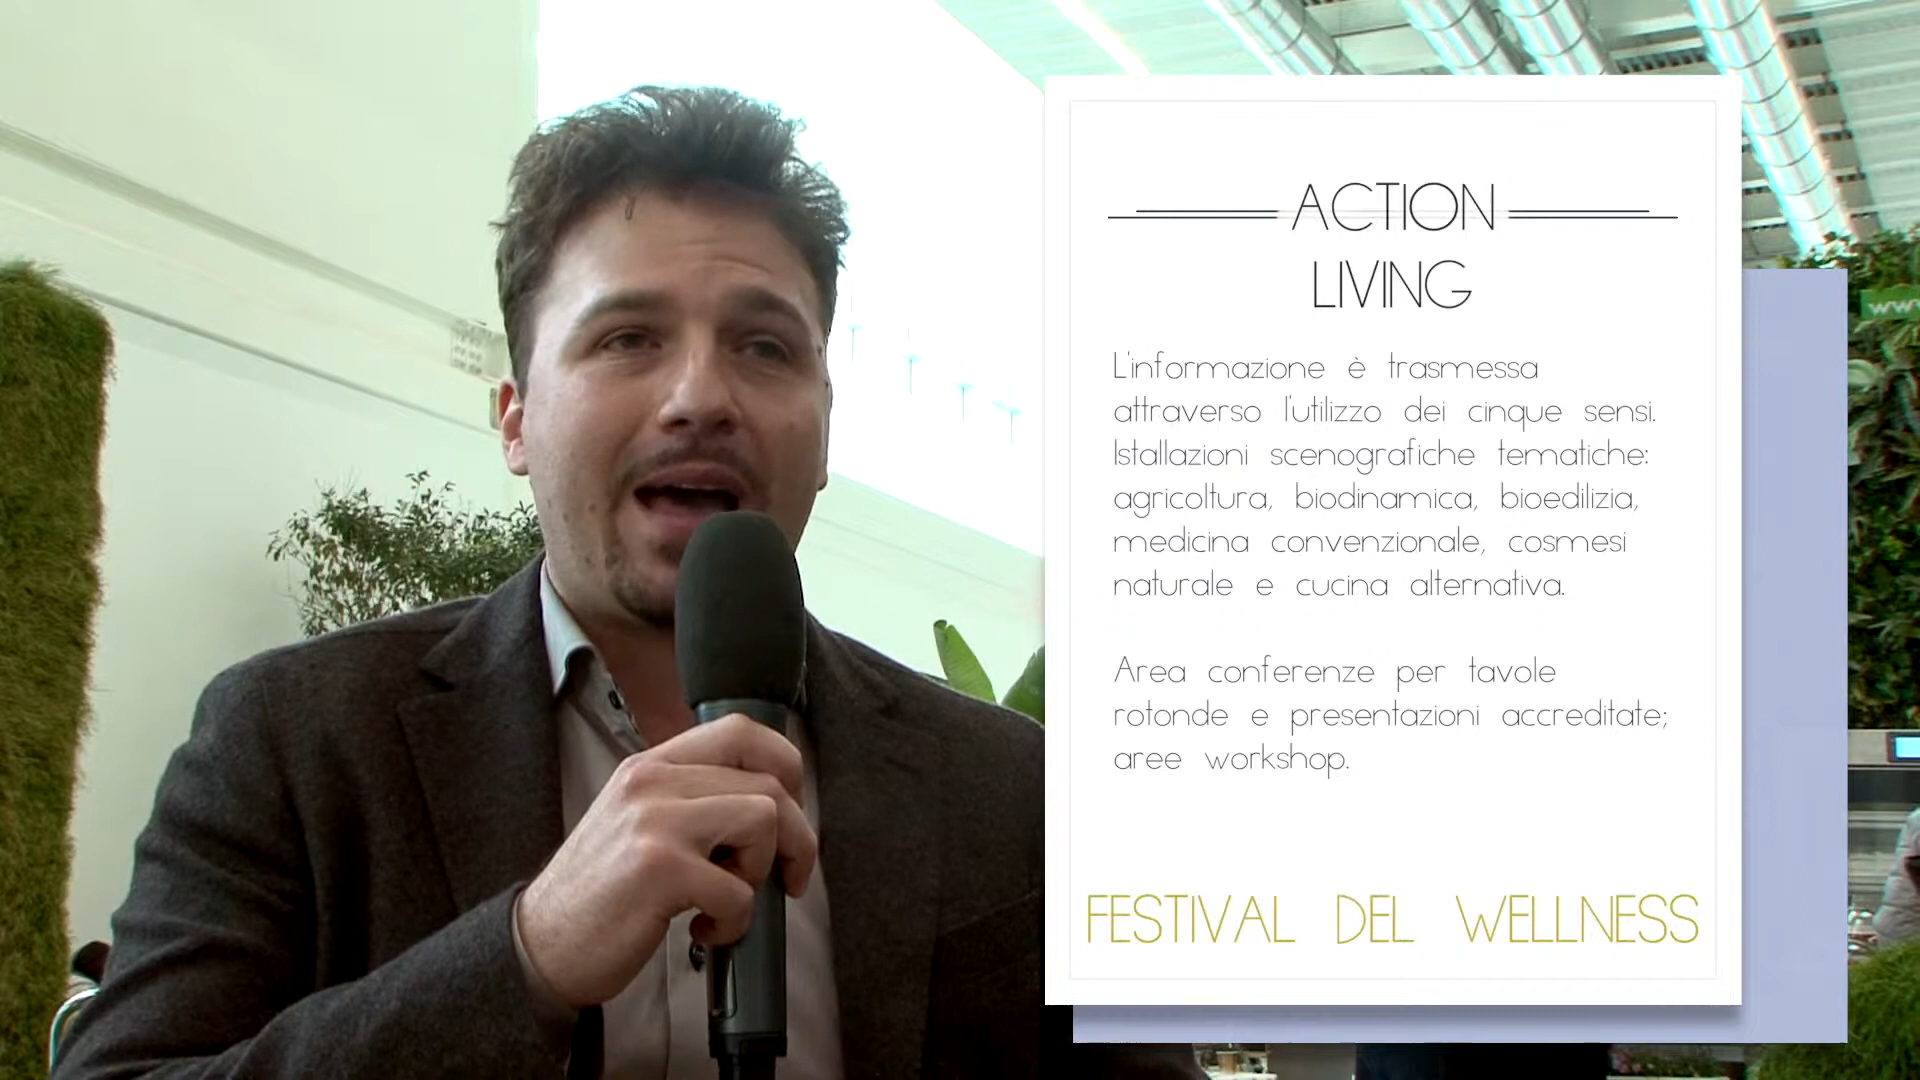 ACTION
LIVING
L'informazione è trasmessa
attraverso l'utilizzo dei cinque sensi.
Istallazioni scenografiche tematiche:
agricoltura, biodinamica, bioedilizia,
medicina convenzionale, cosmesi
naturale e cucina alternativa.
Area conferenze per tavole
rotonde e presentazioni accreditate;
aree workshop.
FESTIVAL DEL WELLNESS